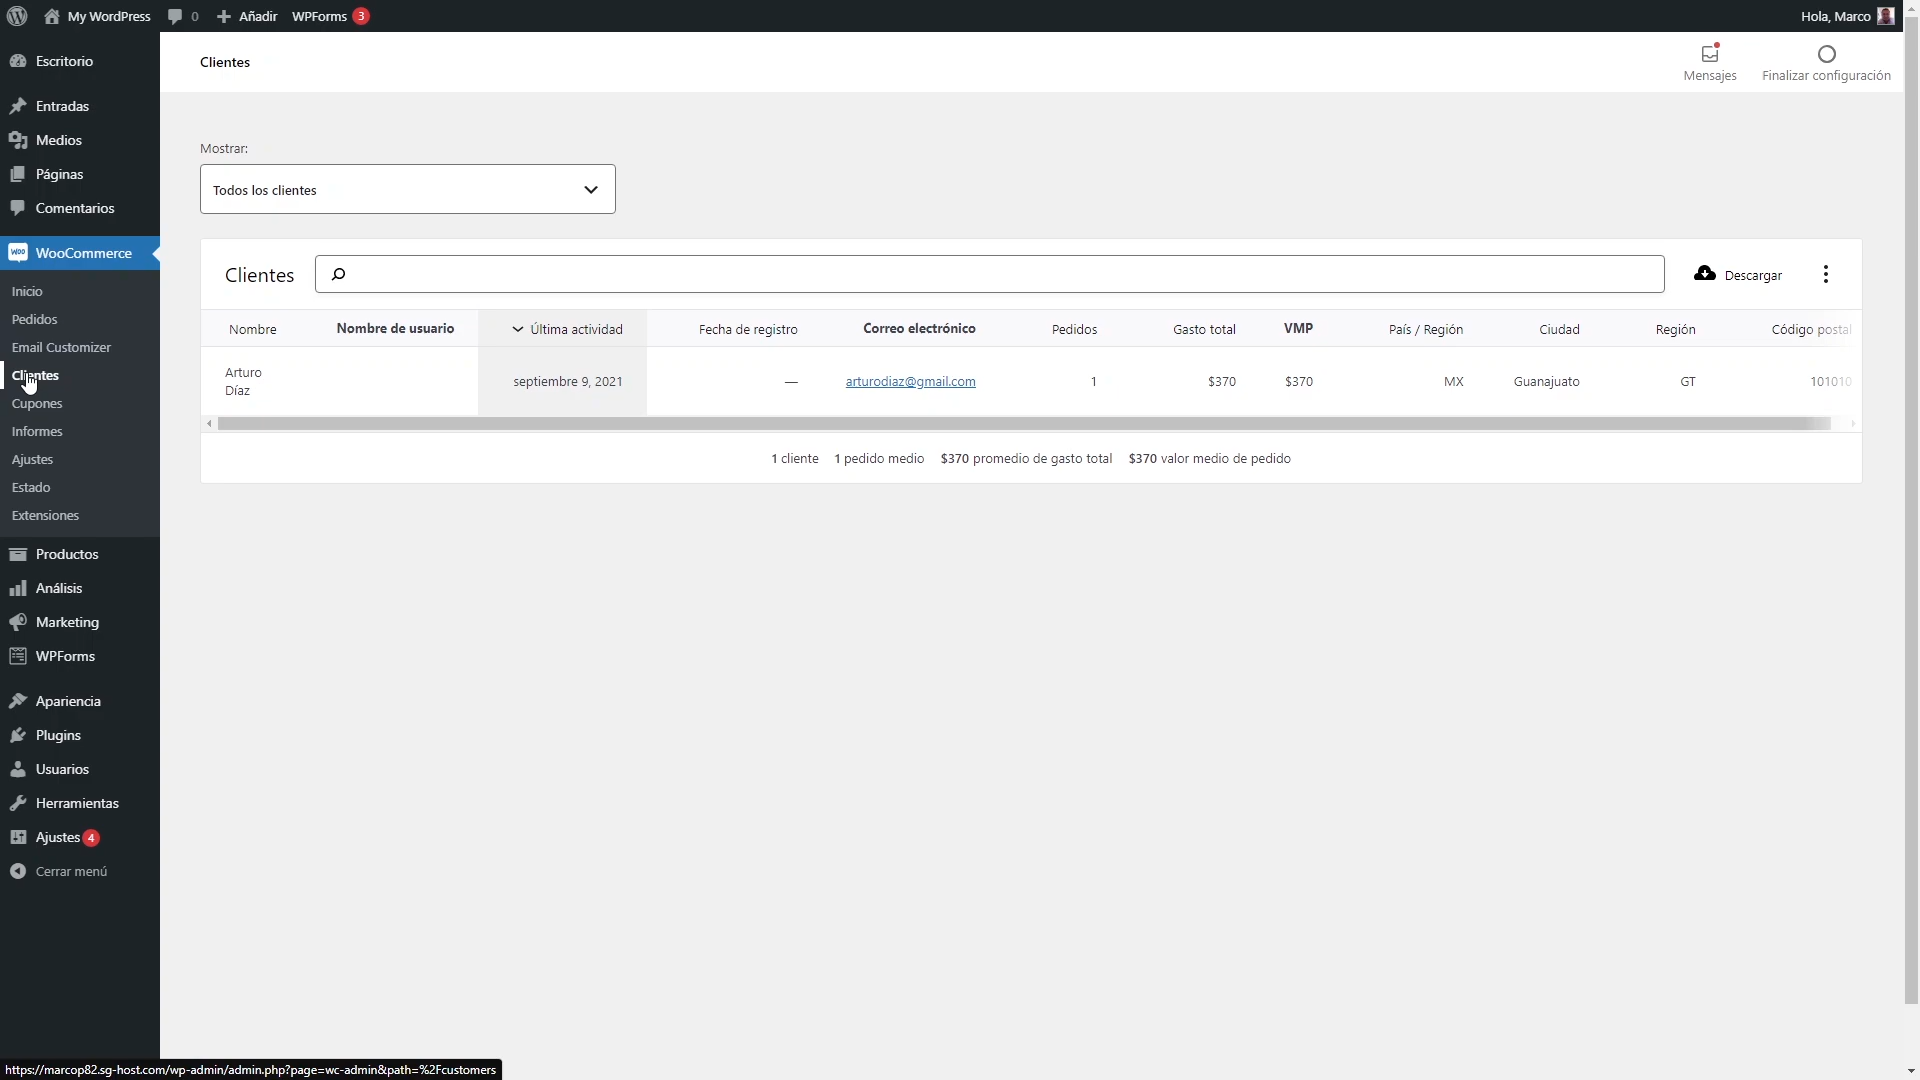 My WordPress 0 Añadir WPForms 3 Hola, Marco
Escritorio
Entradas
Medios
Páginas
Comentarios
WooCommerce
Inicio
Pedidos
Email Customizer
Clientes
Cupones
Informes
Ajustes
Estado
Extensiones
Productos
Análisis
Marketing
WPForms
Apariencia
Plugins
Usuarios
Herramientas
Ajustes 4
Cerrar menú
Clientes
Mensajes
Finalizar configuración
Mostrar:
Todos los clientes
Clientes
Descargar
Nombre Nombre de usuario Última actividad Fecha de registro Correo electrónico Pedidos Gasto total VMP País / Región Ciudad Región Código postal
Arturo
Díaz
septiembre 9, 2021 — arturodiaz@gmail.com 1 $370 $370 MX Guanajuato GT 101010
1 cliente 1 pedido medio $370 promedio de gasto total $370 valor medio de pedido
https://marcop82.sg-host.com/wp-admin/admin.php?page=wc-admin&path=%2Fcustomers